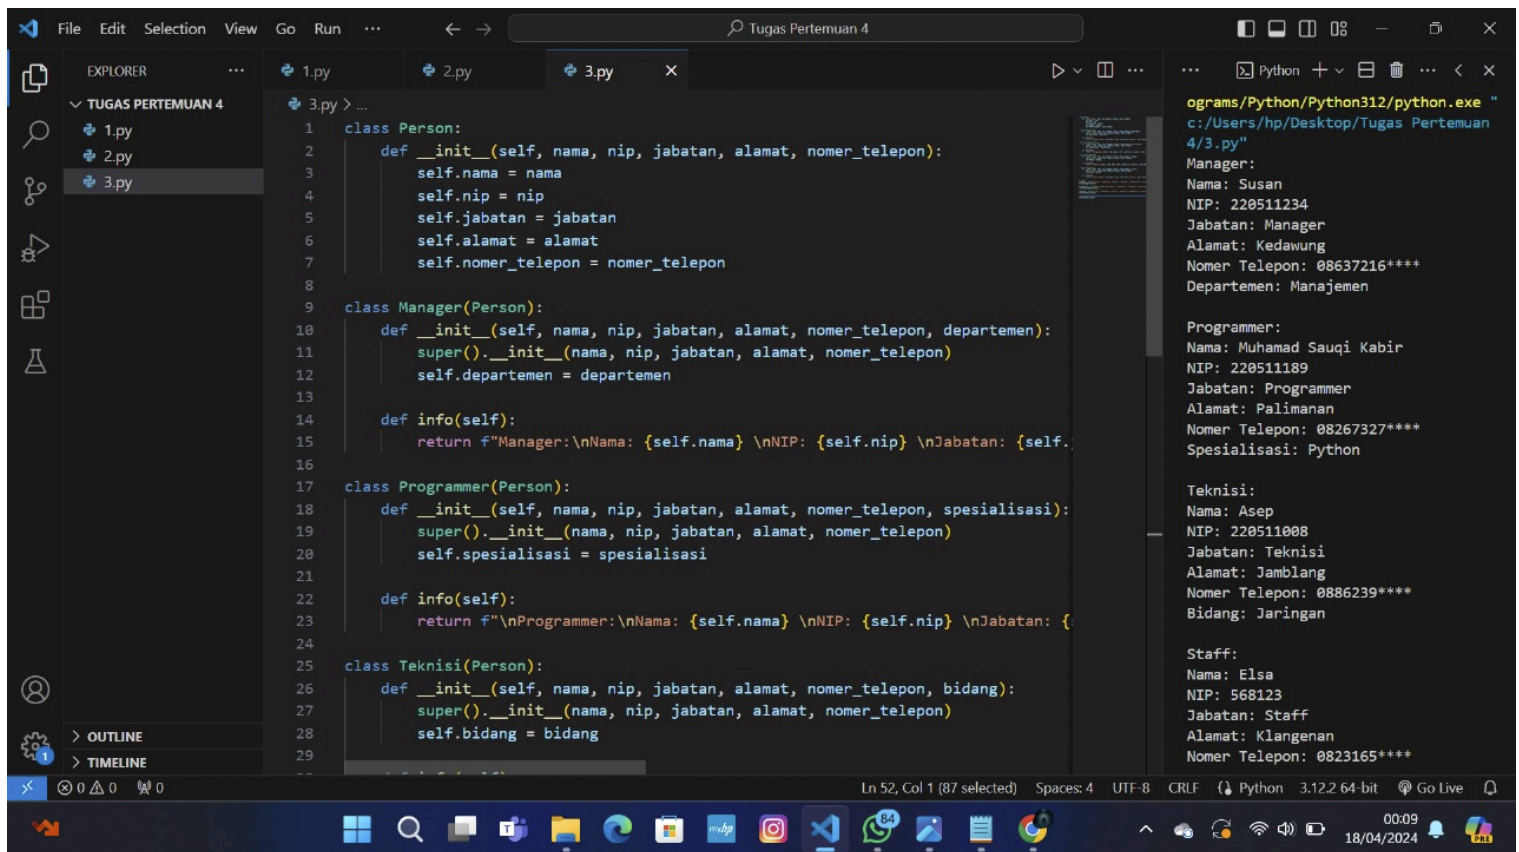 File Edit Selection View Go Run ... Tugas Pertemuan 4
EXPLORER
TUGAS PERTEMUAN 4
1.py
2.py
3.py
OUTLINE
TIMELINE
1.py 2.py 3.py
3.py > ...
1 class Person:
2 def __init__(self, nama, nip, jabatan, alamat, nomer_telepon):
3 self.nama = nama
4 self.nip = nip
5 self.jabatan = jabatan
6 self.alamat = alamat
7 self.nomer_telepon = nomer_telepon
8
9 class Manager(Person):
10 def __init__(self, nama, nip, jabatan, alamat, nomer_telepon, departemen):
11 super().__init__(nama, nip, jabatan, alamat, nomer_telepon)
12 self.departemen = departemen
13
14 def info(self):
15 return f"Manager:\nNama: {self.nama} \nNIP: {self.nip} \nJabatan: {self.
16
17 class Programmer(Person):
18 def __init__(self, nama, nip, jabatan, alamat, nomer_telepon, spesialisasi):
19 super().__init__(nama, nip, jabatan, alamat, nomer_telepon)
20 self.spesialisasi = spesialisasi
21
22 def info(self):
23 return f"\nProgrammer:\nNama: {self.nama} \nNIP: {self.nip} \nJabatan: {
24
25 class Teknisi(Person):
26 def __init__(self, nama, nip, jabatan, alamat, nomer_telepon, bidang):
27 super().__init__(nama, nip, jabatan, alamat, nomer_telepon)
28 self.bidang = bidang
29
Python
ograms/Python/Python312/python.exe "
c:/Users/hp/Desktop/Tugas Pertemuan
4/3.py"
Manager:
Nama: Susan
NIP: 220511234
Jabatan: Manager
Alamat: Kedawung
Nomer Telepon: 08637216****
Departemen: Manajemen
Programmer:
Nama: Muhamad Sauqi Kabir
NIP: 220511189
Jabatan: Programmer
Alamat: Palimanan
Nomer Telepon: 08267327****
Spesialisasi: Python
Teknisi:
Nama: Asep
NIP: 220511008
Jabatan: Teknisi
Alamat: Jamblang
Nomer Telepon: 0886239****
Bidang: Jaringan
Staff:
Nama: Elsa
NIP: 568123
Jabatan: Staff
Alamat: Klangenan
Nomer Telepon: 0823165****
1
0 0 0 Ln 52, Col 1 (87 selected) Spaces: 4 UTF-8 CRLF Python 3.12.2 64-bit Go Live
myhp 84 00:09
18/04/2024 PRE